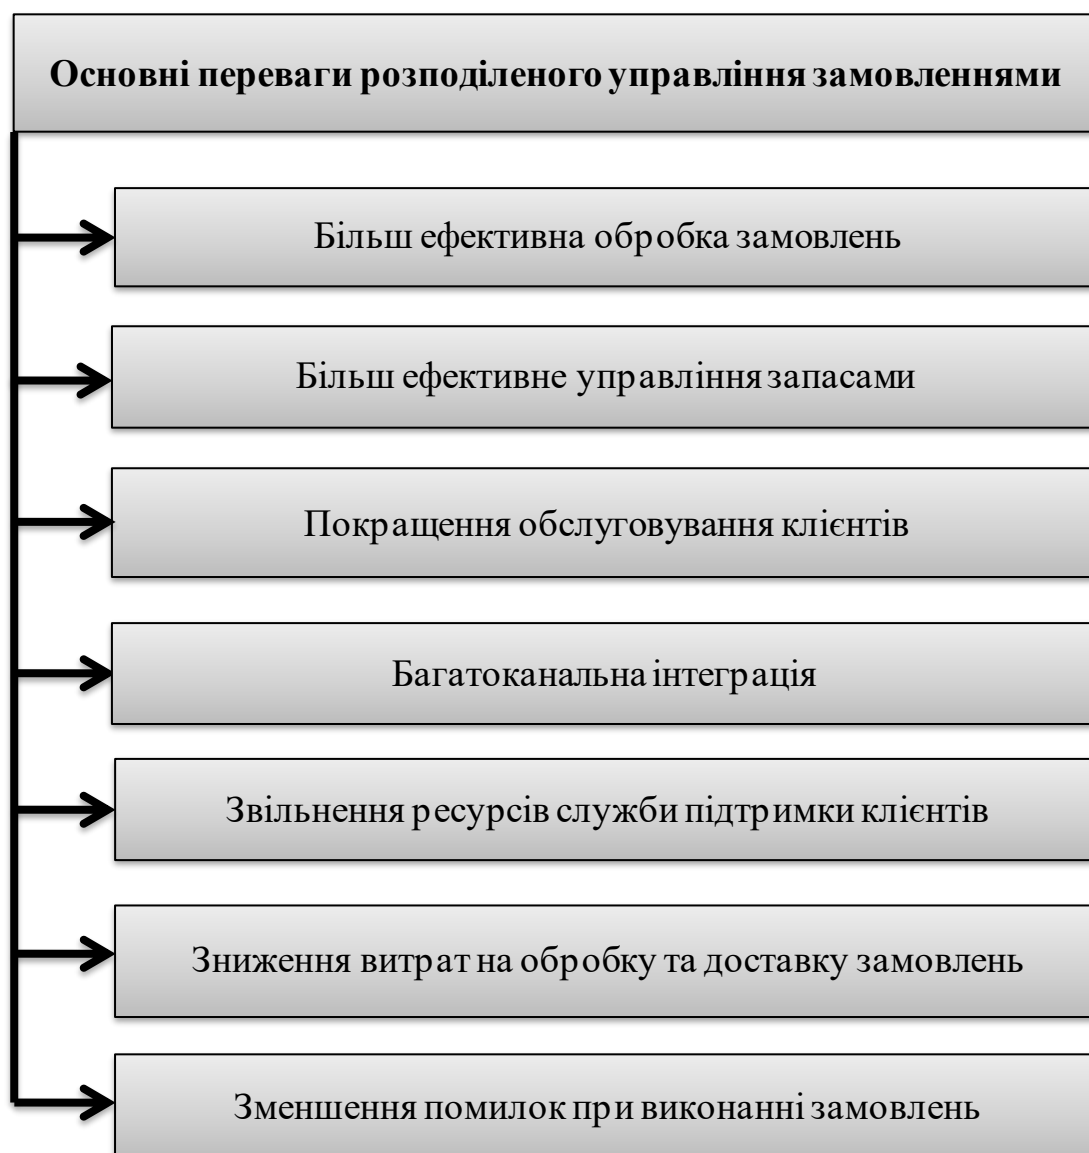 Основні переваги розподіленого управління замовленнями
Більш ефективна обробка замовлень
Більш ефективне управління запасами
Покращення обслуговування клієнтів
Багатоканальна інтеграція
Звільнення ресурсів служби підтримки клієнтів
Зниження витрат на обробку та доставку замовлень
Зменшення помилок при виконанні замовлень